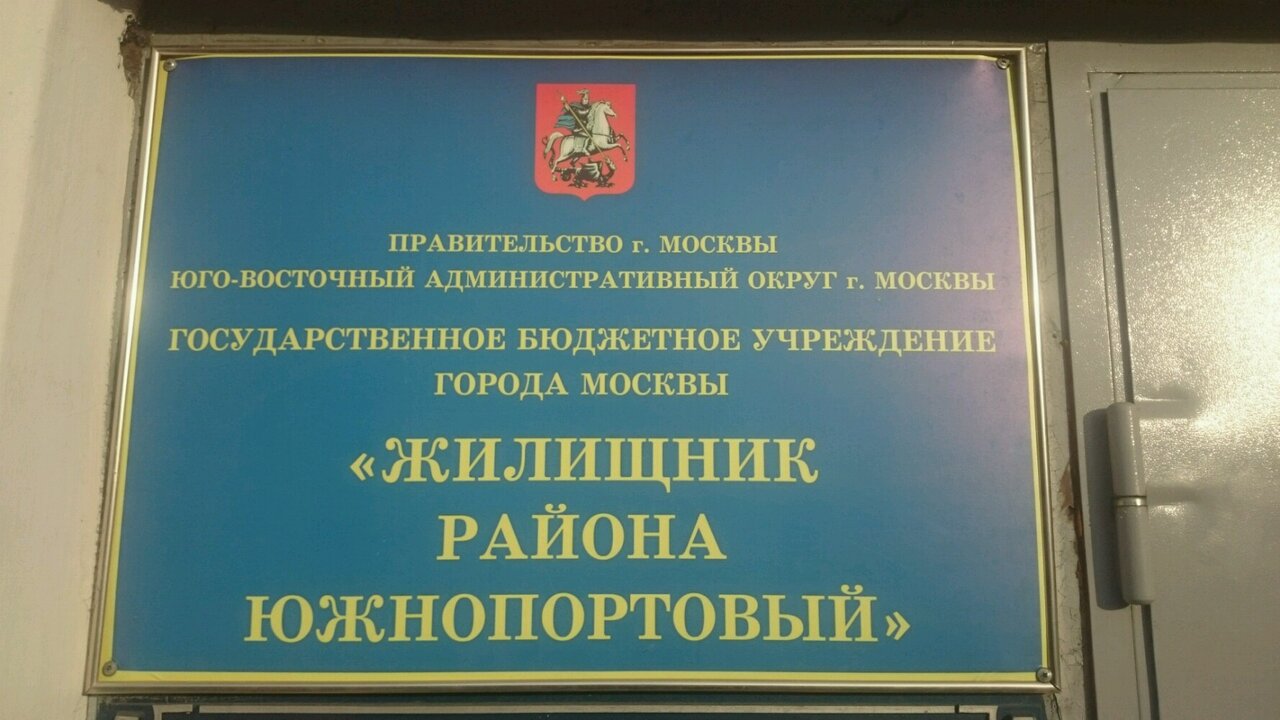 ПРАВИТЕЛЬСТВО г. МОСКВЫ
ЮГО-ВОСТОЧНЫЙ АДМИНИСТРАТИВНЫЙ ОКРУГ г. МОСКВЫ
ГОСУДАРСТВЕННОЕ БЮДЖЕТНОЕ УЧРЕЖДЕНИЕ
ГОРОДА МОСКВЫ
«ЖИЛИЩНИК
РАЙОНА
ЮЖНОПОРТОВЫЙ»